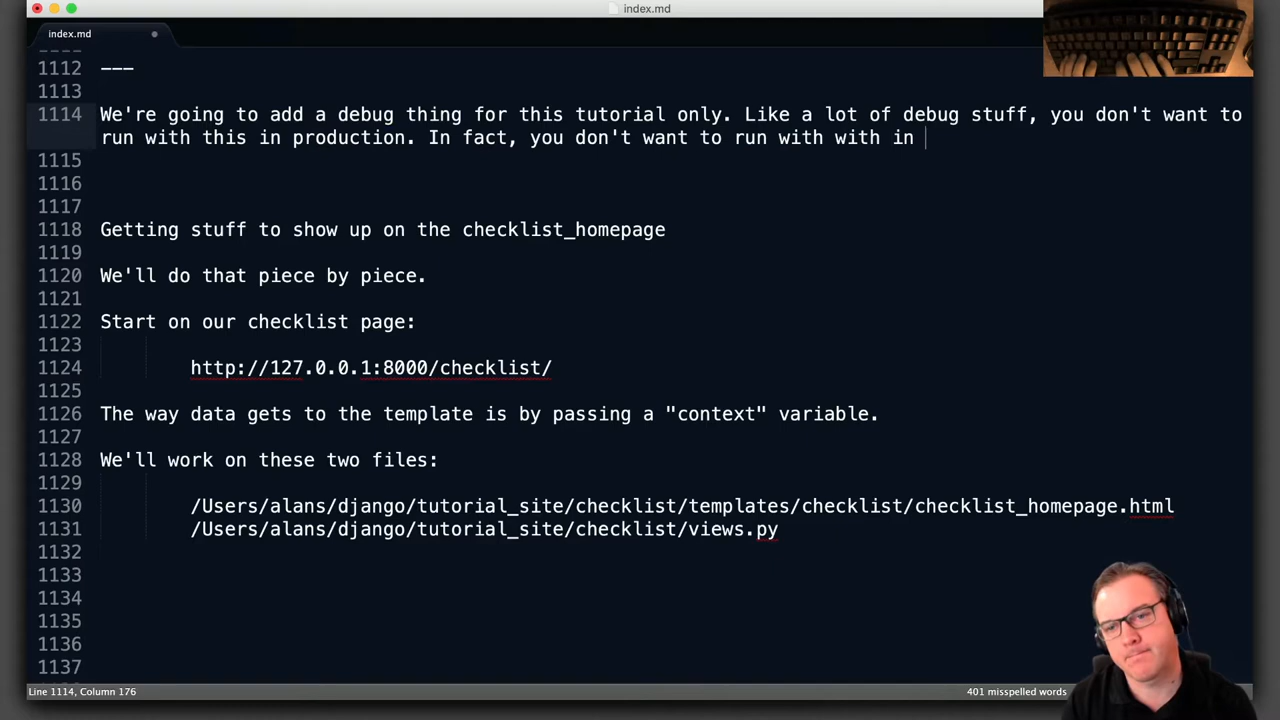 index.md
index.md
1112 ---
1113
1114 We're going to add a debug thing for this tutorial only. Like a lot of debug stuff, you don't want to
run with this in production. In fact, you don't want to run with with in
1115
1116
1117
1118 Getting stuff to show up on the checklist_homepage
1119
1120 We'll do that piece by piece.
1121
1122 Start on our checklist page:
1123
1124 http://127.0.0.1:8000/checklist/
1125
1126 The way data gets to the template is by passing a "context" variable.
1127
1128 We'll work on these two files:
1129
1130 /Users/alans/django/tutorial_site/checklist/templates/checklist/checklist_homepage.html
1131 /Users/alans/django/tutorial_site/checklist/views.py
1132
1133
1134
1135
1136
1137
Line 1114, Column 176
401 misspelled words